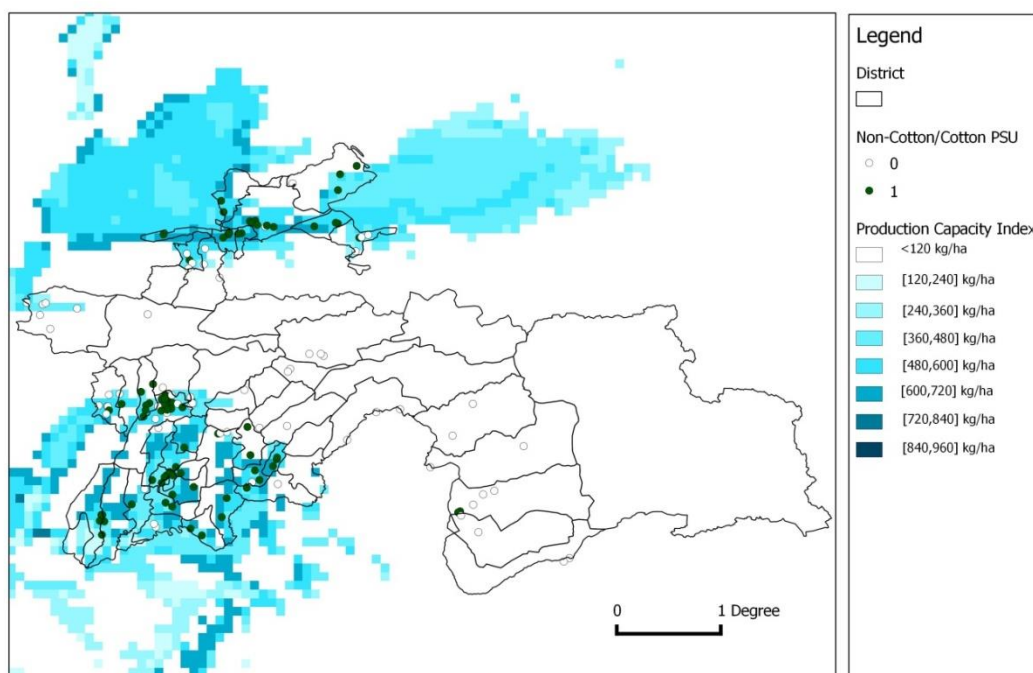 Legend
District
Non-Cotton/Cotton PSU
0
1
Production Capacity Index
<120 kg/ha
[120,240] kg/ha
[240,360] kg/ha
[360,480] kg/ha
[480,600] kg/ha
[600,720] kg/ha
[720,840] kg/ha
[840,960] kg/ha
0 1 Degree